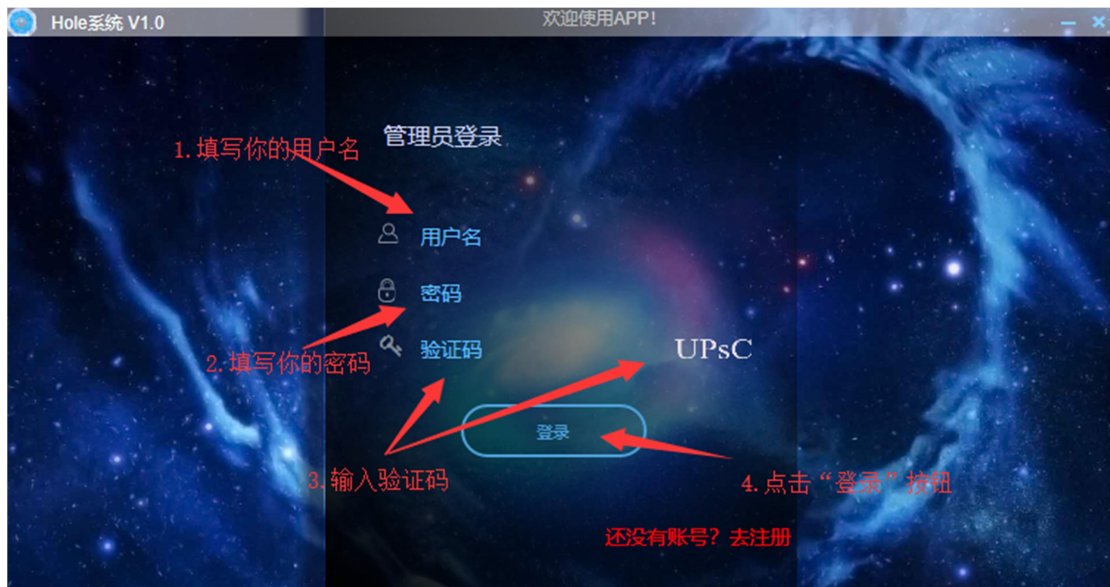 Hole系统 V1.0
欢迎使用APP!
管理员登录
1.填写你的用户名
用户名
密码
2.填写你的密码
验证码
UPsC
登录
3.输入验证码
4.点击“登录”按钮
还没有账号？去注册